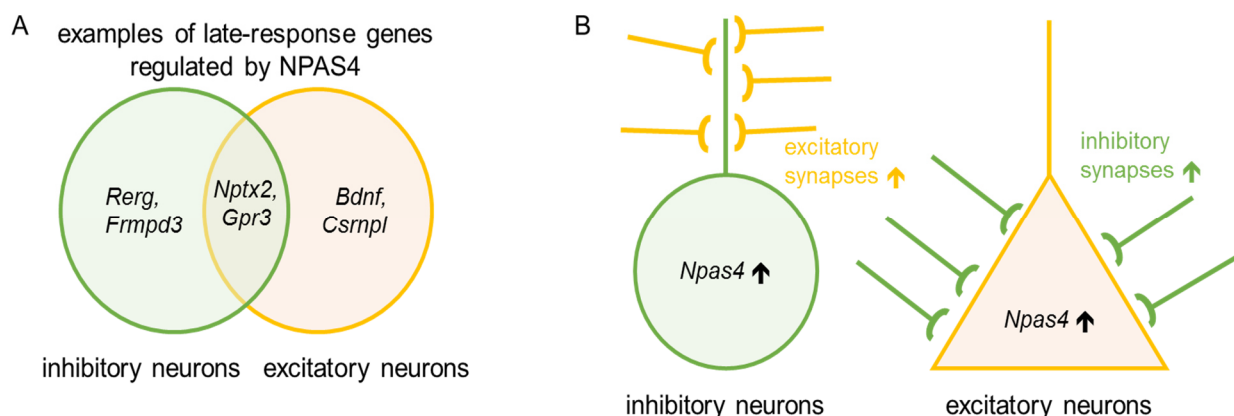 A
examples of late-response genes
regulated by NPAS4
Rerg,
Frmpd3
Nptx2,
Gpr3
Bdnf,
Csrnpl
inhibitory neurons
excitatory neurons
B
excitatory
synapses ↑
inhibitory
synapses ↑
Npas4 ↑
Npas4 ↑
inhibitory neurons
excitatory neurons